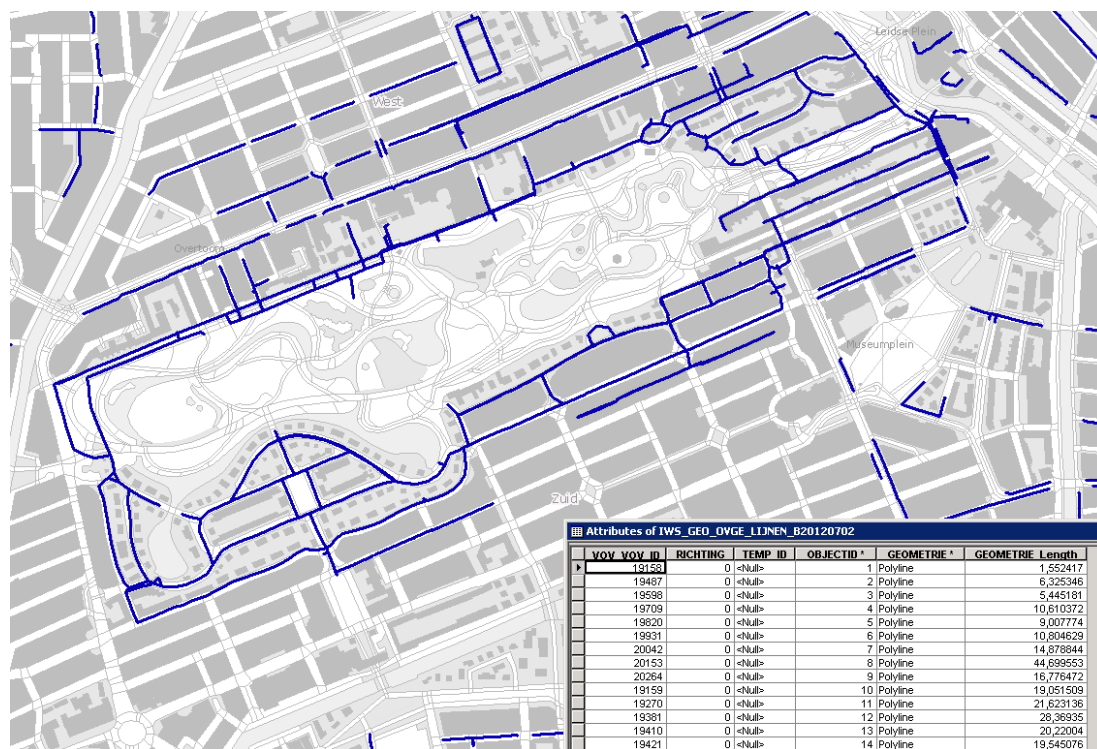 Leidse Plein
West
Overtoom
Museumplein
Zuid
Attributes of IWS_GEO_OVGE_LIJNEN_B20120702
VOV_VOV_ID RICHTING TEMP_ID OBJECTID * GEOMETRIE * GEOMETRIE_Length
19158 0 <Null> 1 Polyline 1,552417
19487 0 <Null> 2 Polyline 6,325346
19598 0 <Null> 3 Polyline 5,445181
19709 0 <Null> 4 Polyline 10,610372
19820 0 <Null> 5 Polyline 9,007774
19931 0 <Null> 6 Polyline 10,804629
20042 0 <Null> 7 Polyline 14,878844
20153 0 <Null> 8 Polyline 44,699553
20264 0 <Null> 9 Polyline 16,776472
19159 0 <Null> 10 Polyline 19,051509
19270 0 <Null> 11 Polyline 21,623136
19381 0 <Null> 12 Polyline 28,36935
19410 0 <Null> 13 Polyline 20,22004
19421 0 <Null> 14 Polyline 19,545076